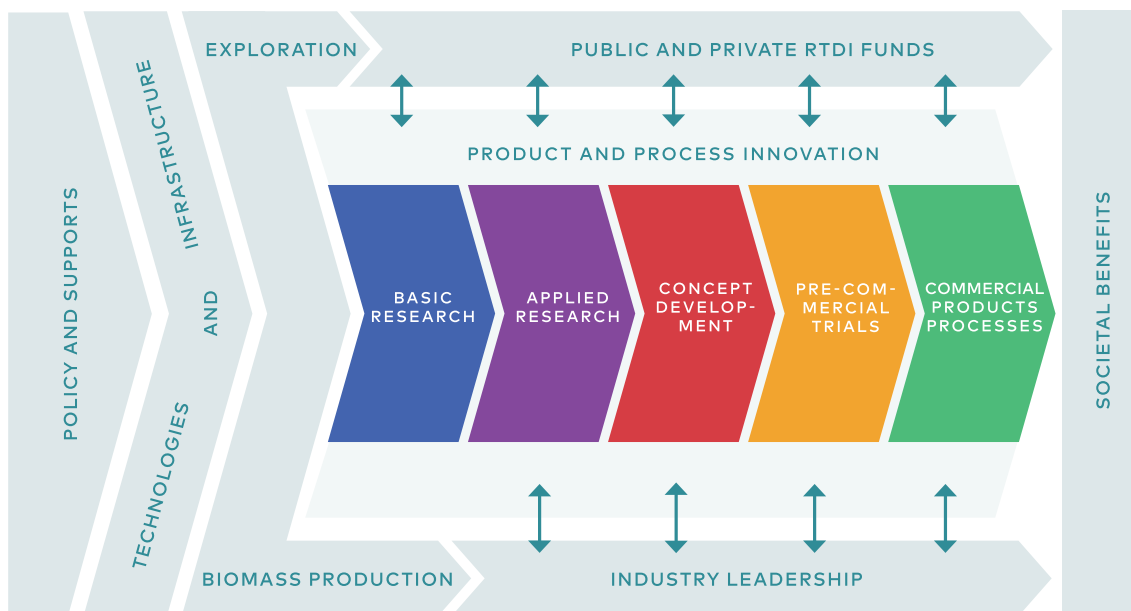 EXPLORATION
PUBLIC AND PRIVATE RTDI FUNDS
POLICY AND SUPPORTS
INFRASTRUCTURE
AND
TECHNOLOGIES
PRODUCT AND PROCESS INNOVATION
BASIC
RESEARCH
APPLIED
RESEARCH
CONCEPT
DEVELOP-
MENT
PRE-COM-
MERCIAL
TRIALS
COMMERCIAL
PRODUCTS
PROCESSES
SOCIETAL BENEFITS
BIOMASS PRODUCTION
INDUSTRY LEADERSHIP